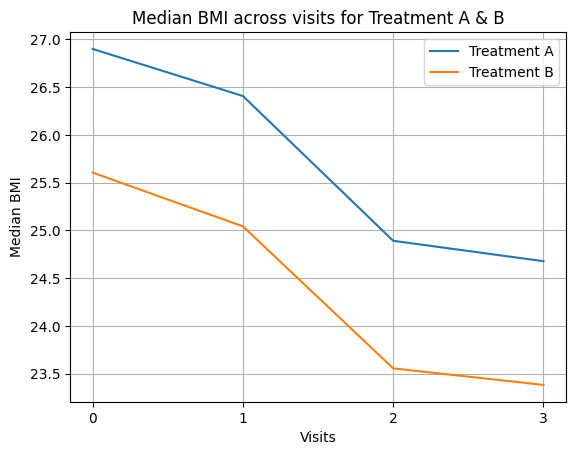 Median BMI across visits for Treatment A & B
27.0
26.5
26.0
25.5
25.0
24.5
24.0
23.5
Median BMI
Treatment A
Treatment B
0 1 2 3
Visits